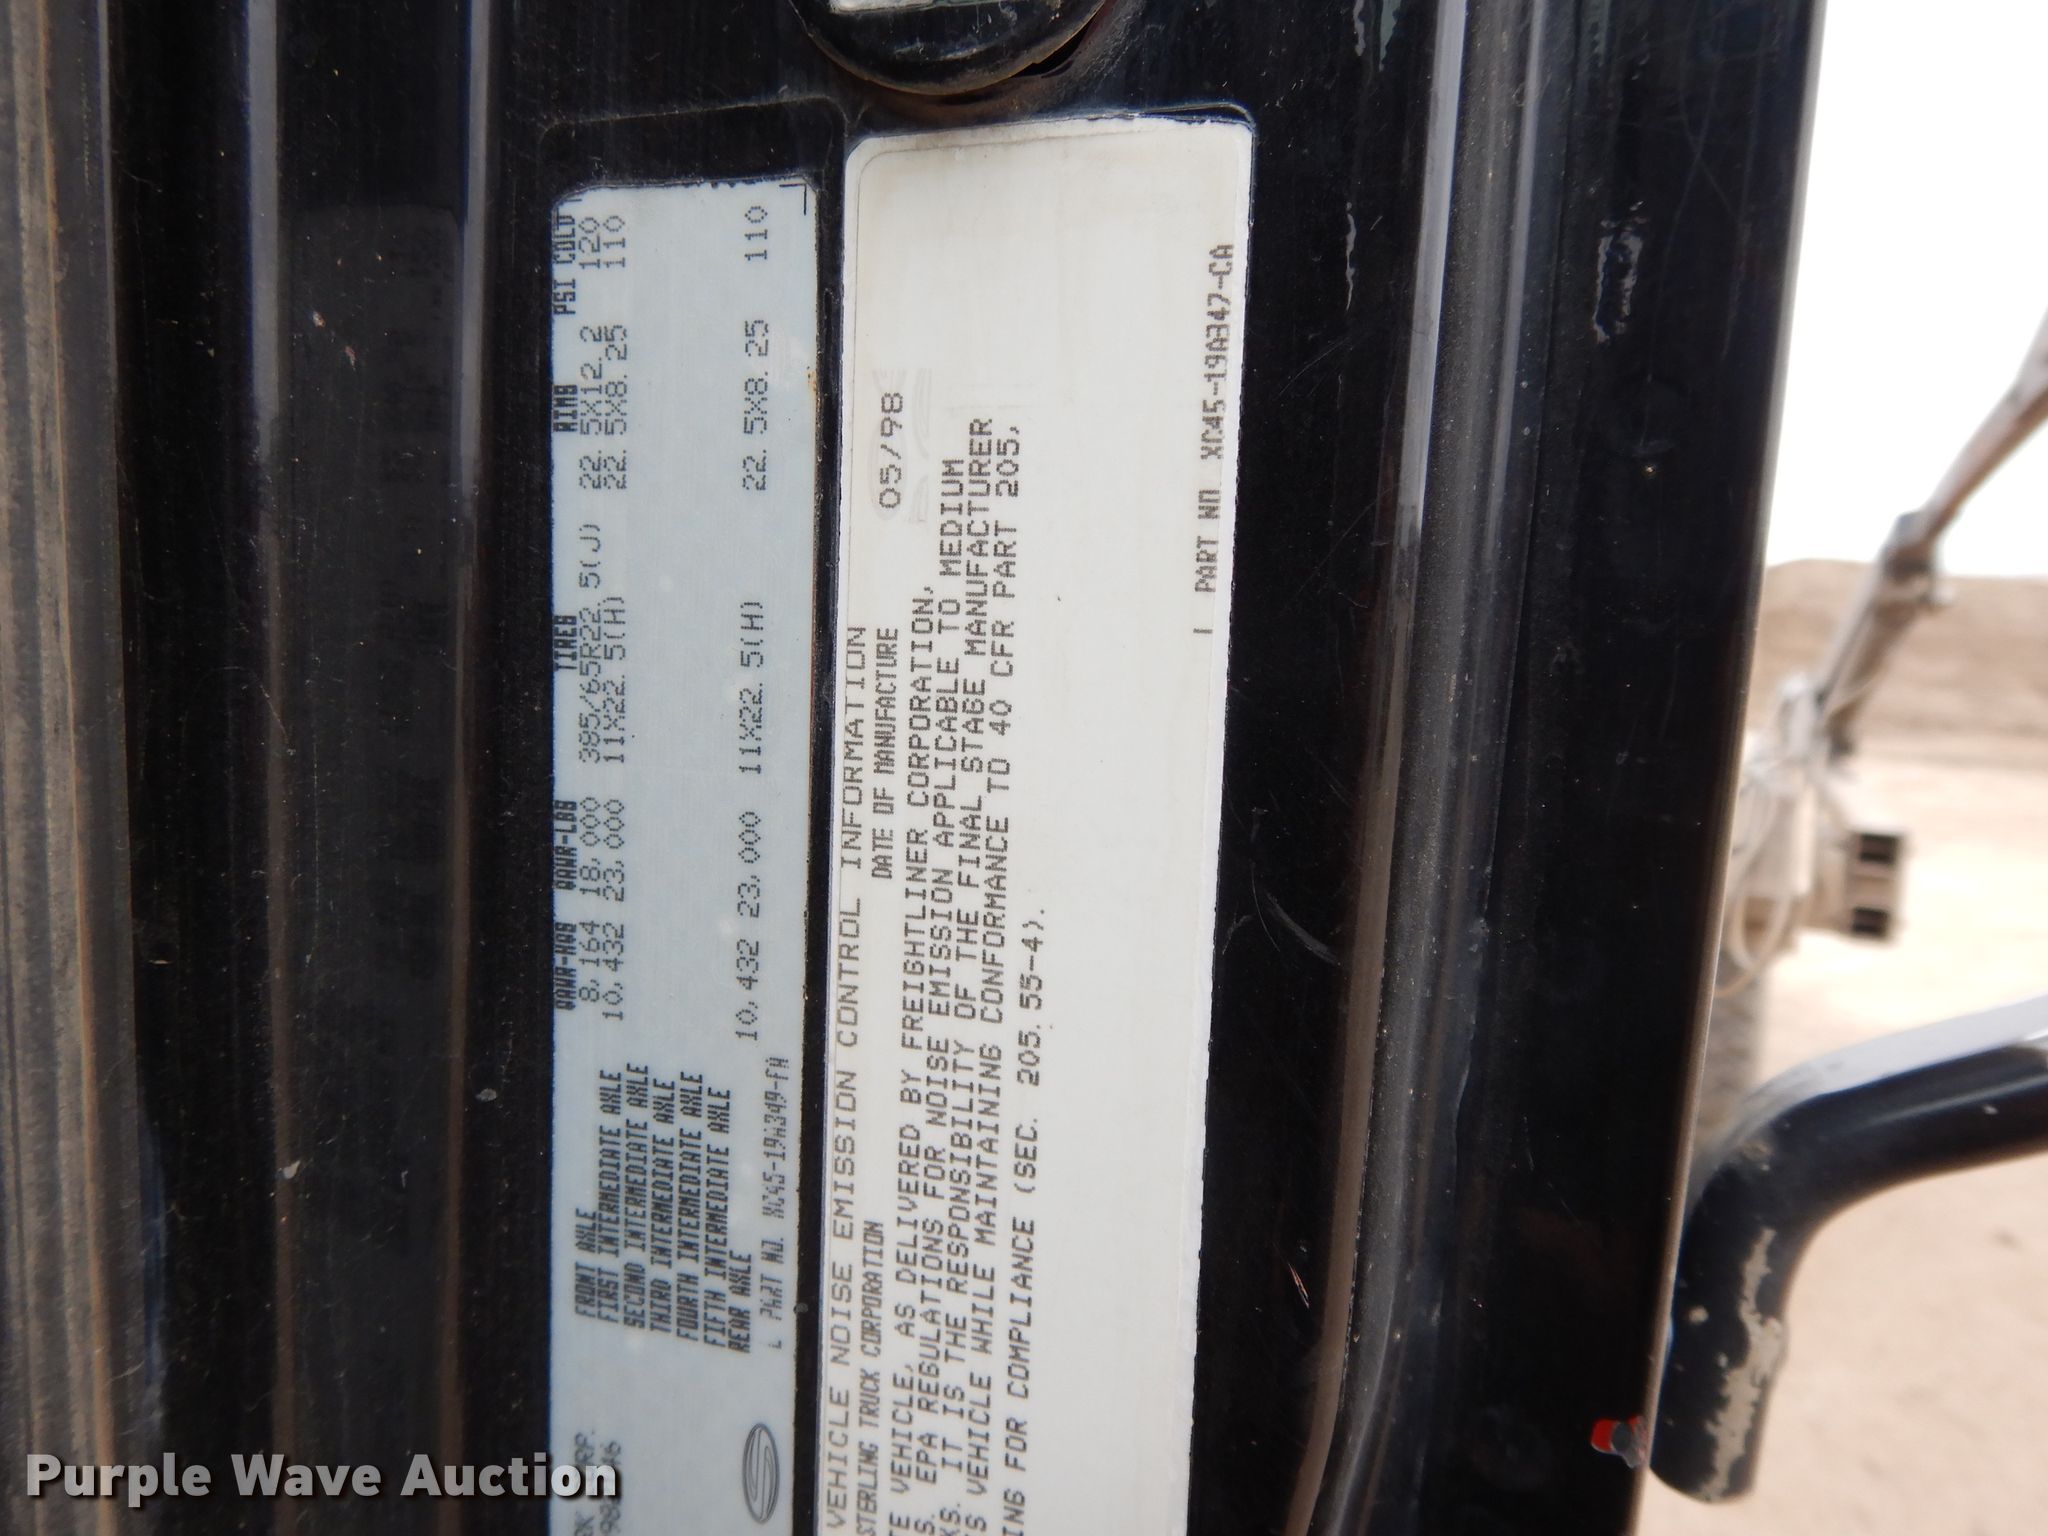 GAWR-KGS GAWR-LBS TIRES RIMS PSI COLD
FRONT AXLE 8,164 18,000 385/65R22.5(J) 22.5X12.2 120
FIRST INTERMEDIATE AXLE 10,432 23,000 11X22.5(H) 22.5X8.25 110
SECOND INTERMEDIATE AXLE
THIRD INTERMEDIATE AXLE
FOURTH INTERMEDIATE AXLE
FIFTH INTERMEDIATE AXLE
REAR AXLE 10,432 23,000 11X22.5(H) 22.5X8.25 110
PART NO.
VEHICLE NOISE EMISSION CONTROL INFORMATION
STERLING TRUCK CORPORATION DATE OF MANUFACTURE 05/98
VEHICLE, AS DELIVERED BY FREIGHTLINER CORPORATION,
EPA REGULATIONS FOR NOISE EMISSION APPLICABLE TO MEDIUM
IT IS THE RESPONSIBILITY OF THE FINAL STAGE MANUFACTURER
VEHICLE WHILE MAINTAINING CONFORMANCE TO 40 CFR PART 205,
ING FOR COMPLIANCE (SEC. 205.55-4).
PART NO XC45-19A347-CA
Purple Wave Auction